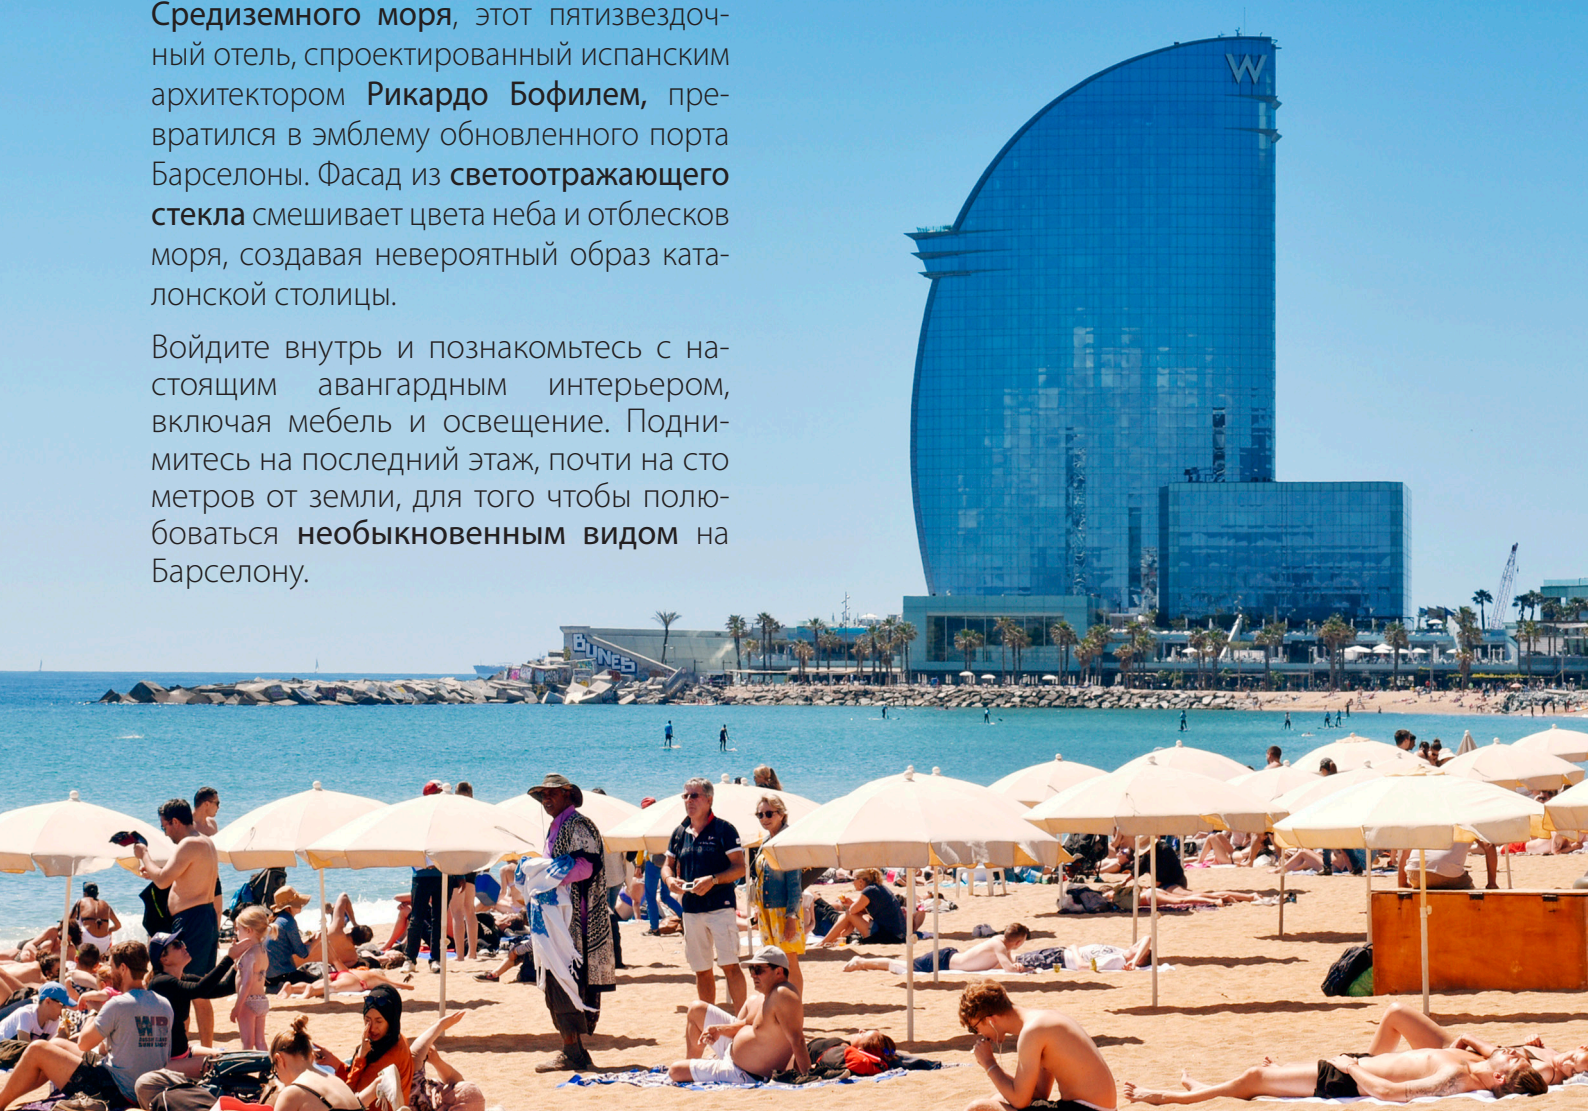 Средиземного моря, этот пятизвездоч-
ный отель, спроектированный испанским
архитектором Рикардо Бофилем, пре-
вратился в эмблему обновленного порта
Барселоны. Фасад из светоотражающего
стекла смешивает цвета неба и отблесков
моря, создавая невероятный образ ката-
лонской столицы.
Войдите внутрь и познакомьтесь с на-
стоящим авангардным интерьером,
включая мебель и освещение. Подни-
митесь на последний этаж, почти на сто
метров от земли, для того чтобы полю-
боваться необыкновенным видом на
Барселону.
W
BUNES